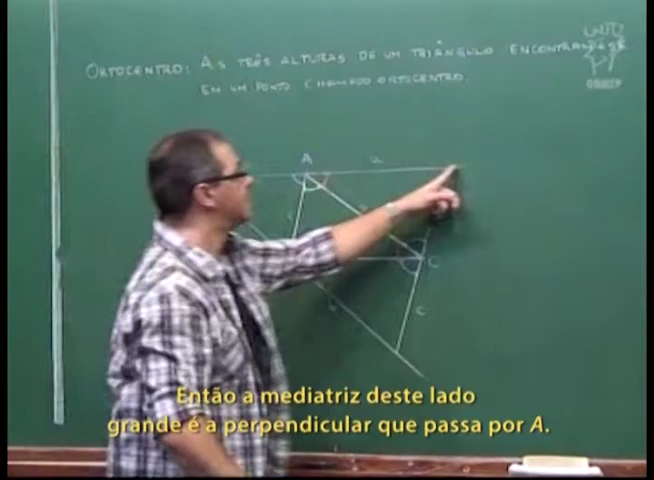 ORTOCENTRO: AS TRÊS ALTURAS DE UM TRIÂNGULO ENCONTRAM-SE
EM UM PONTO CHAMADO ORTOCENTRO.
A
a
C
c
Então a mediatriz deste lado
grande é a perpendicular que passa por A.